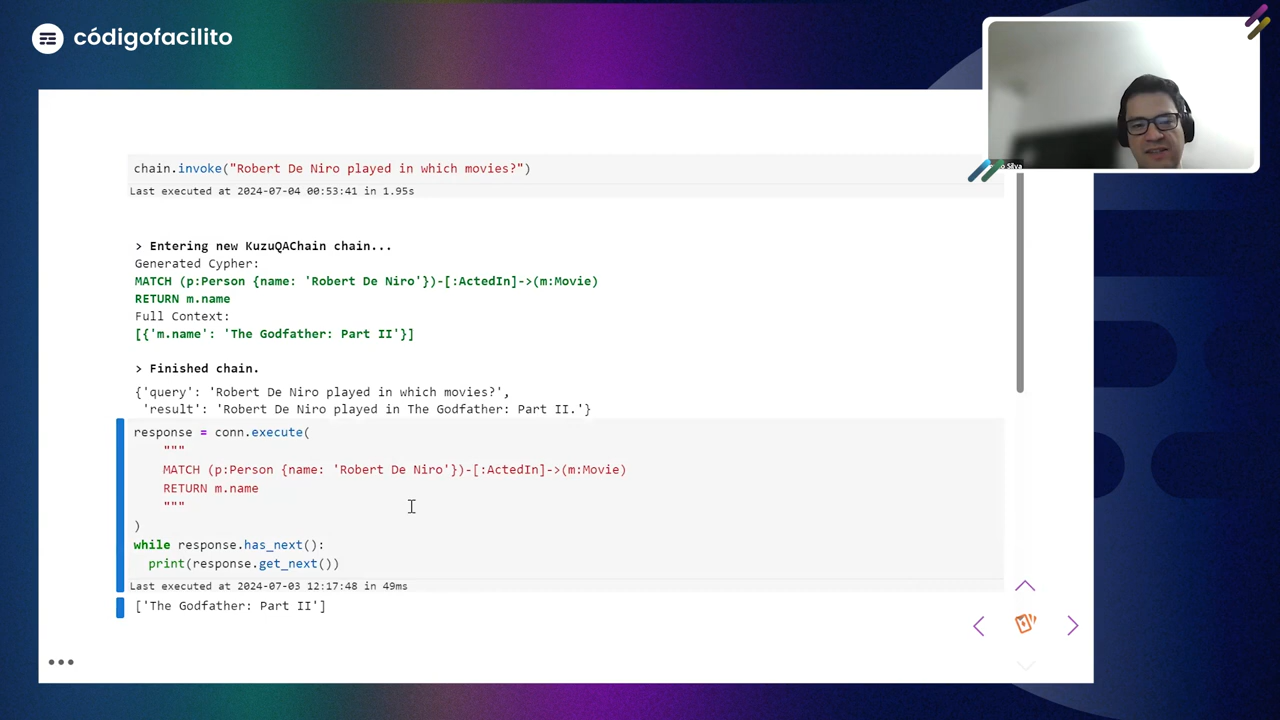 códigofacilito
chain.invoke("Robert De Niro played in which movies?")
Last executed at 2024-07-04 00:53:41 in 1.95s
Silva
> Entering new KuzuQAChain chain...
Generated Cypher:
MATCH (p:Person {name: 'Robert De Niro'})-[:ActedIn]->(m:Movie)
RETURN m.name
Full Context:
[{'m.name': 'The Godfather: Part II'}]
> Finished chain.
{'query': 'Robert De Niro played in which movies?',
'result': 'Robert De Niro played in The Godfather: Part II.'}
response = conn.execute(
"""
MATCH (p:Person {name: 'Robert De Niro'})-[:ActedIn]->(m:Movie)
RETURN m.name
"""
)
while response.has_next():
print(response.get_next())
Last executed at 2024-07-03 12:17:48 in 49ms
['The Godfather: Part II']